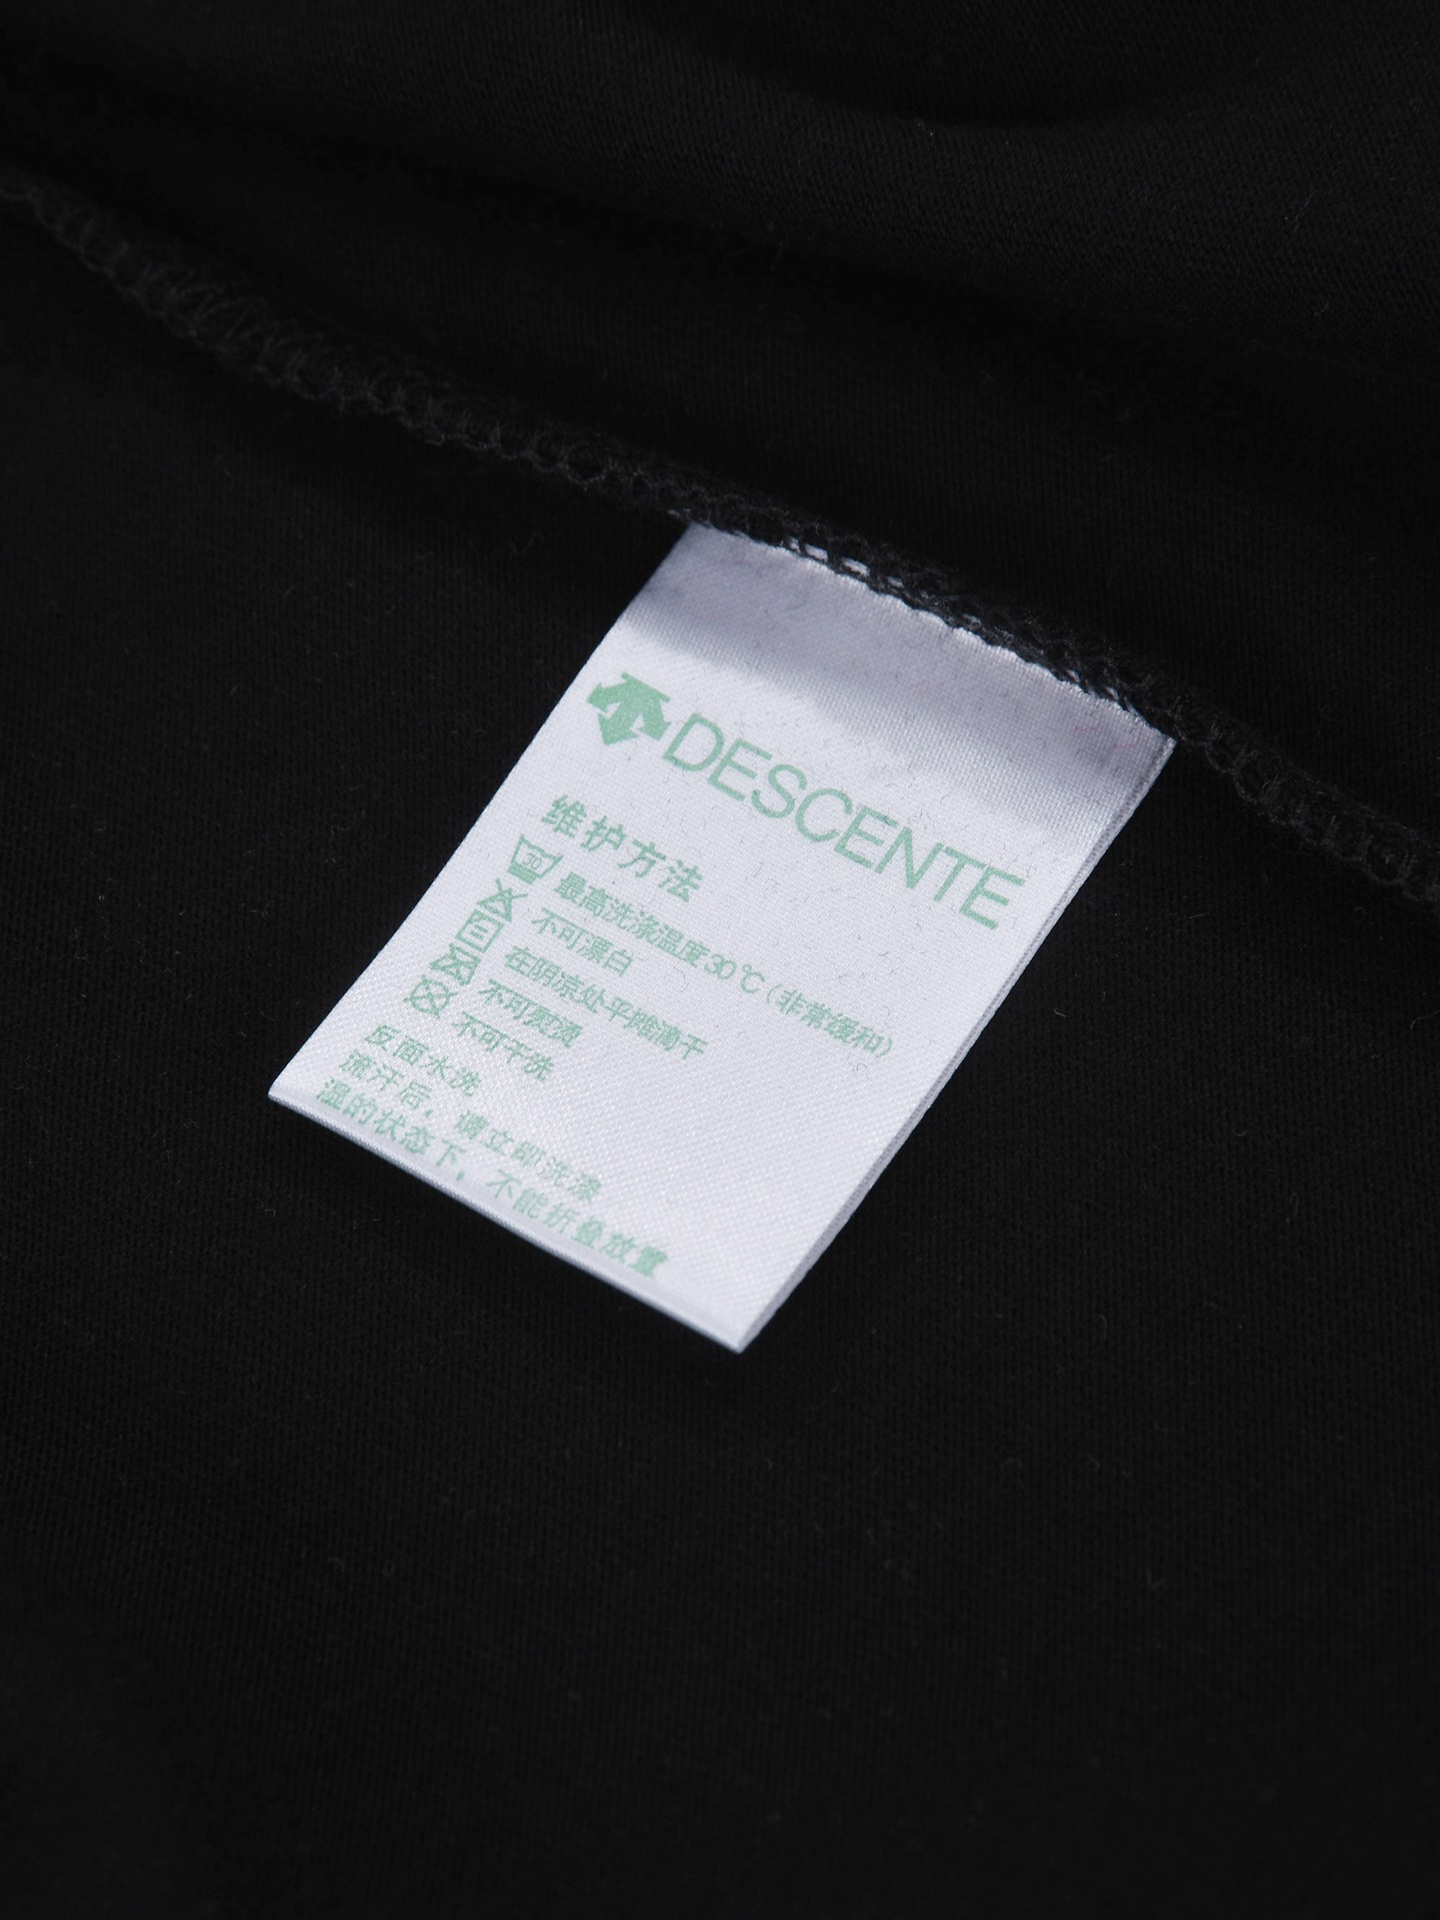 DESCENTE
维护方法
30 最高洗涤温度30℃(非常缓和)
不可漂白
在阴凉处平摊滴干
不可熨烫
不可干洗
反面水洗
流汗后，请立即洗涤
湿的状态下，不能折叠放置